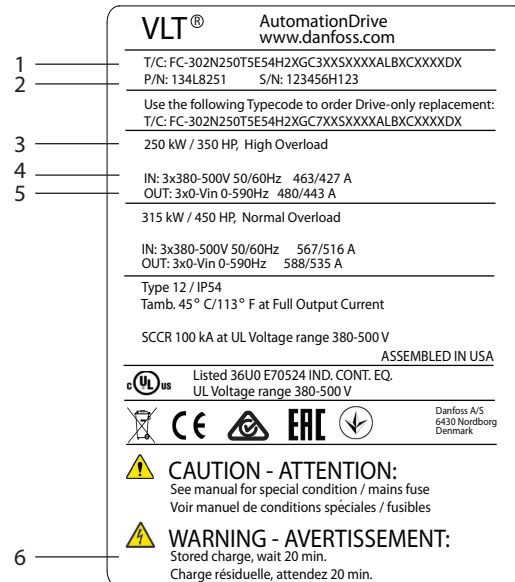 VLT® AutomationDrive
www.danfoss.com
1 T/C: FC-302N250T5E54H2XGC3XXSXXXXALBXCXXXXDX
2 P/N: 134L8251 S/N: 123456H123
Use the following Typecode to order Drive-only replacement:
T/C: FC-302N250T5E54H2XGC7XXSXXXXALBXCXXXXDX
3 250 kW / 350 HP, High Overload
4 IN: 3x380-500V 50/60Hz 463/427 A
5 OUT: 3x0-Vin 0-590Hz 480/443 A
315 kW / 450 HP, Normal Overload
IN: 3x380-500V 50/60Hz 567/516 A
OUT: 3x0-Vin 0-590Hz 588/535 A
Type 12 / IP54
Tamb. 45° C/113° F at Full Output Current
SCCR 100 kA at UL Voltage range 380-500 V
ASSEMBLED IN USA
c UL us Listed 36U0 E70524 IND. CONT. EQ.
UL Voltage range 380-500 V
CE EAC
Danfoss A/S
6430 Nordborg
Denmark
CAUTION - ATTENTION:
See manual for special condition / mains fuse
Voir manuel de conditions spéciales / fusibles
WARNING - AVERTISSEMENT:
6 Stored charge, wait 20 min.
Charge résiduelle, attendez 20 min.